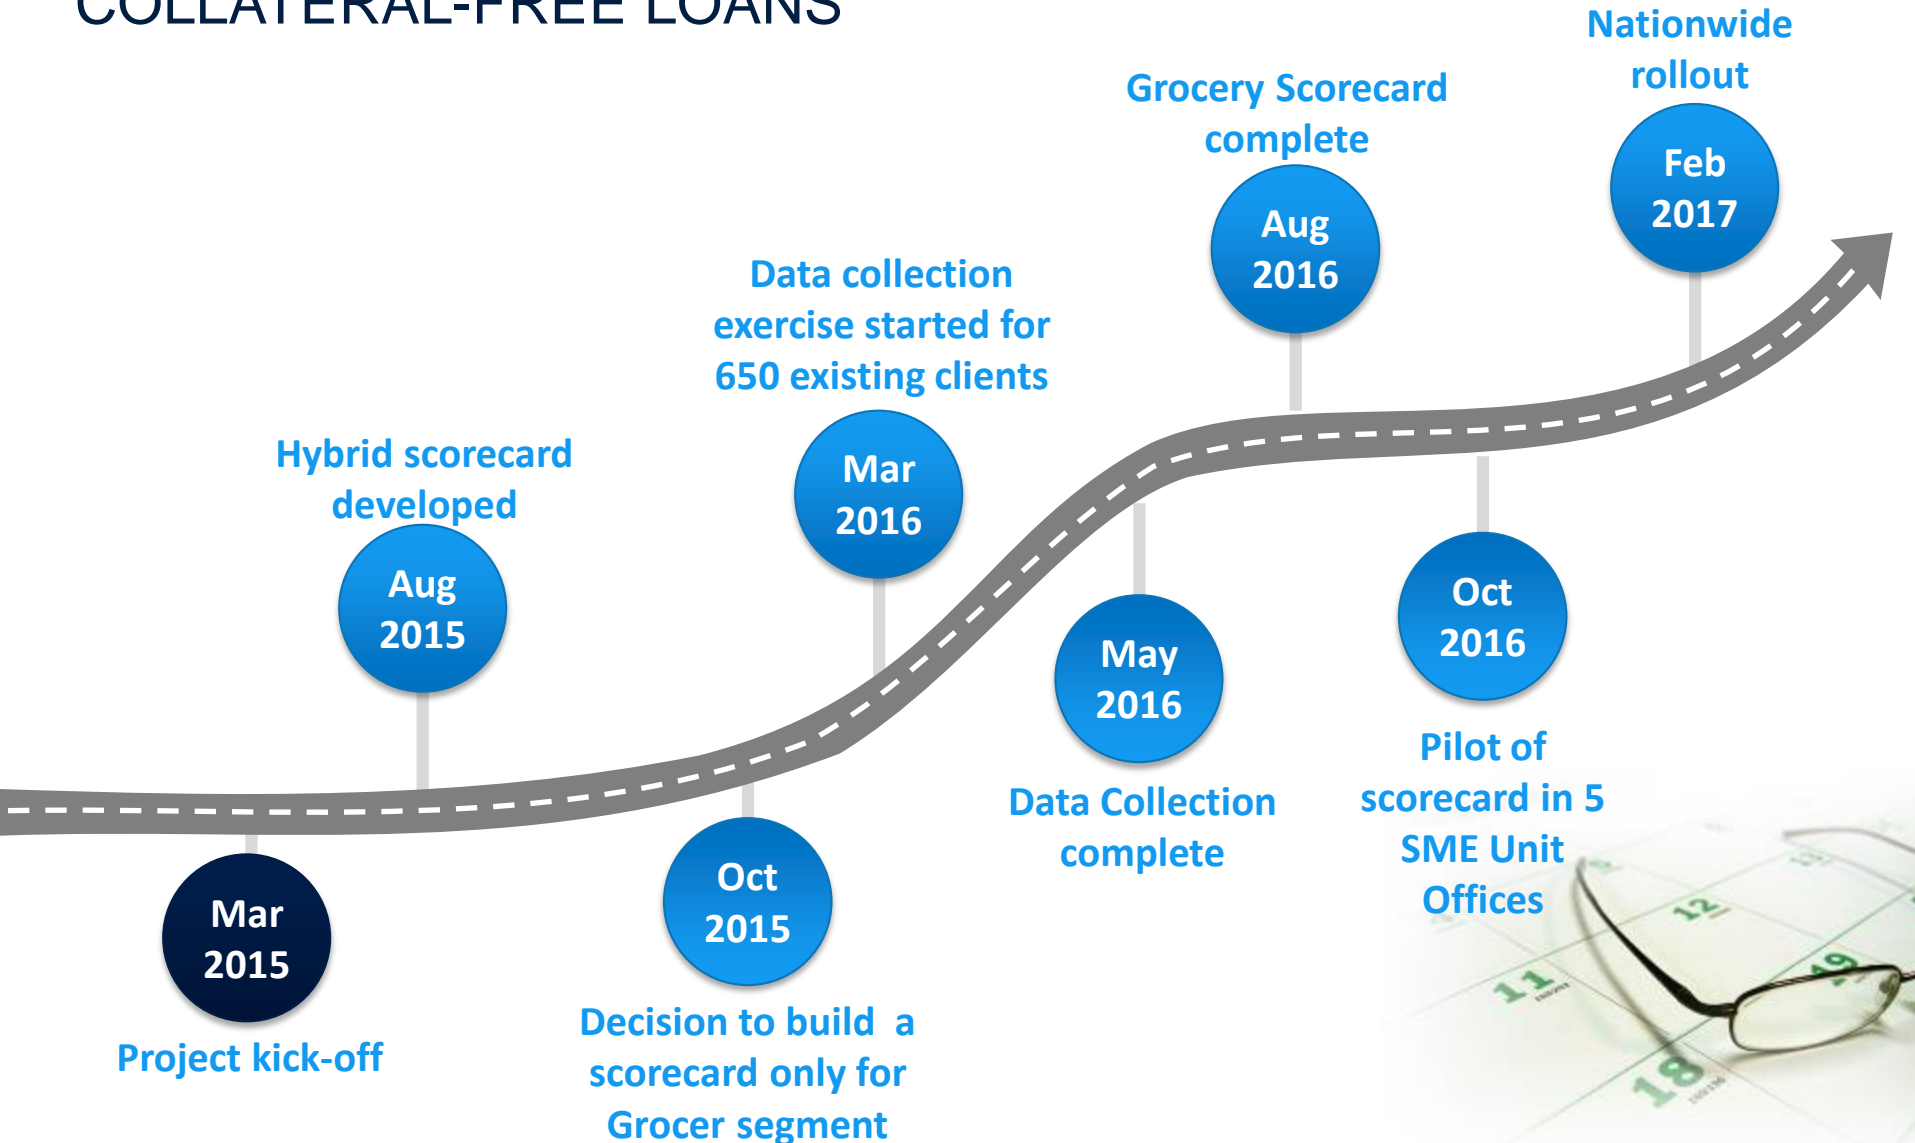 COLLATERAL-FREE LOANS
Nationwide
rollout
Feb
2017
Grocery Scorecard
complete
Aug
2016
Data collection
exercise started for
650 existing clients
Mar
2016
Hybrid scorecard
developed
Aug
2015
Mar
2015
Project kick-off
Oct
2015
Decision to build a
scorecard only for
Grocer segment
May
2016
Data Collection
complete
Oct
2016
Pilot of
scorecard in 5
SME Unit
Offices
12
11
19
18